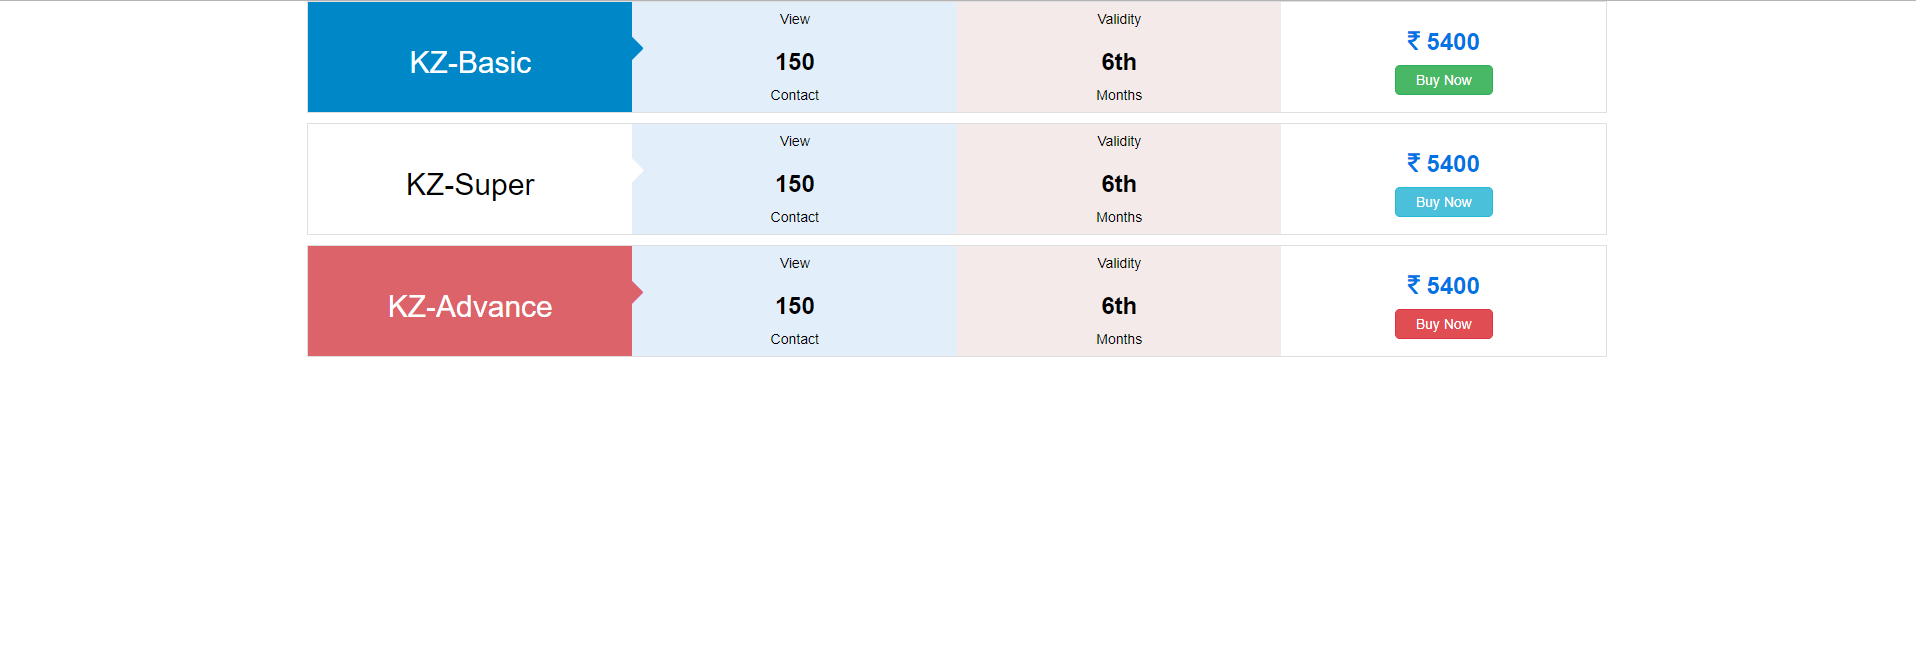 KZ-Basic
View
150
Contact
Validity
6th
Months
₹ 5400
Buy Now
KZ-Super
View
150
Contact
Validity
6th
Months
₹ 5400
Buy Now
KZ-Advance
View
150
Contact
Validity
6th
Months
₹ 5400
Buy Now